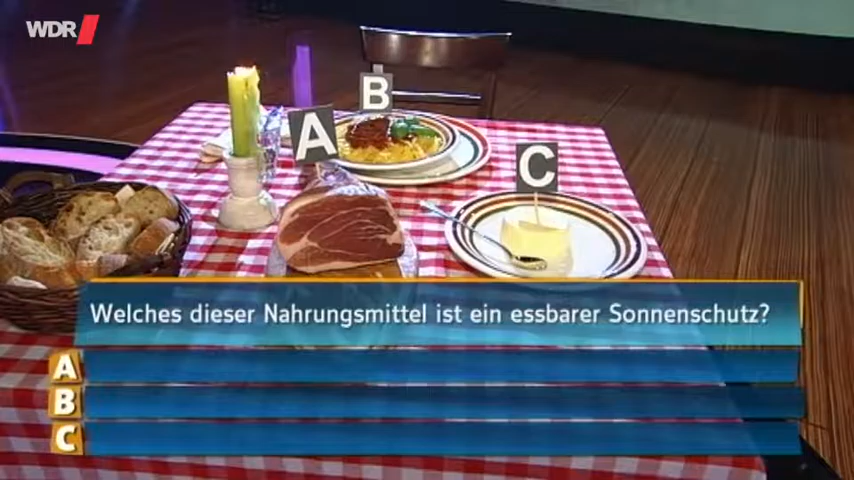 WDR
B
A
C
Welches dieser Nahrungsmittel ist ein essbarer Sonnenschutz?
A
B
C